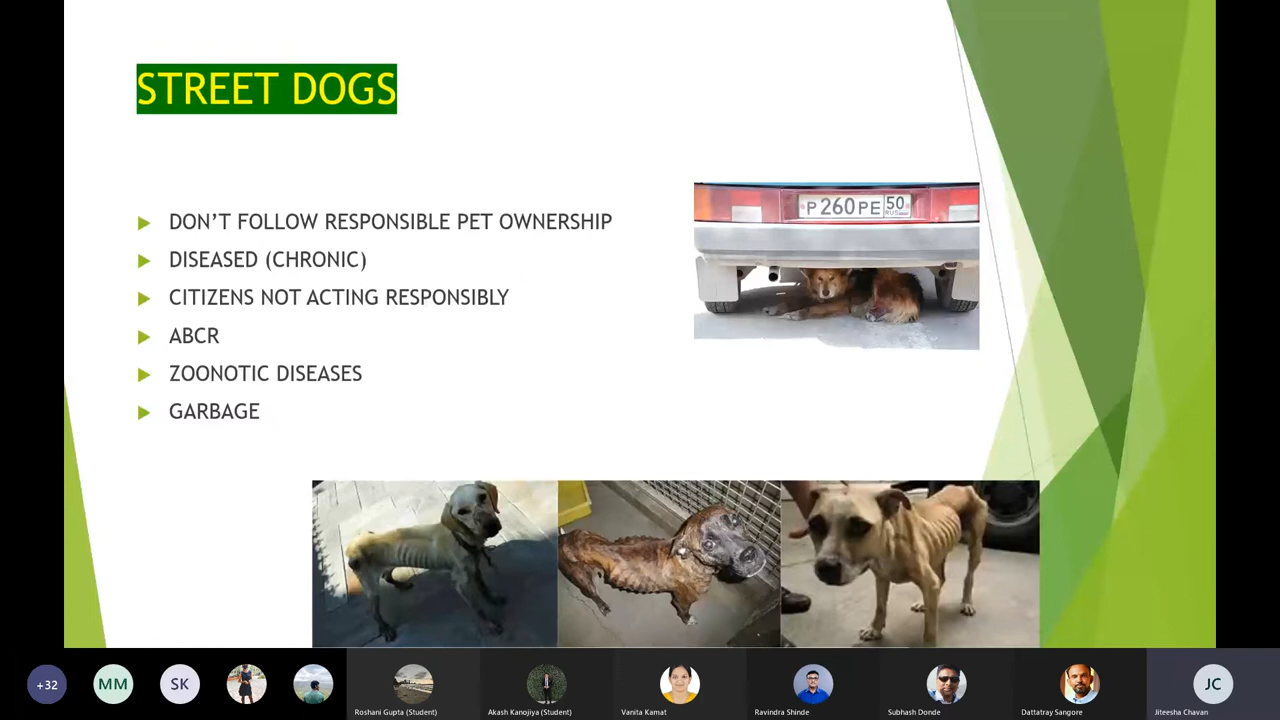 STREET DOGS
DON'T FOLLOW RESPONSIBLE PET OWNERSHIP
DISEASED (CHRONIC)
CITIZENS NOT ACTING RESPONSIBLY
ABCR
ZOONOTIC DISEASES
GARBAGE
P 260 PE 50
RUS
+32
MM
SK
JC
Roshani Gupta (Student)
Akash Kanojiya (Student)
Vanita Kamat
Ravindra Shinde
Subhash Donde
Dattatray Sangore
Jiteesha Chavan